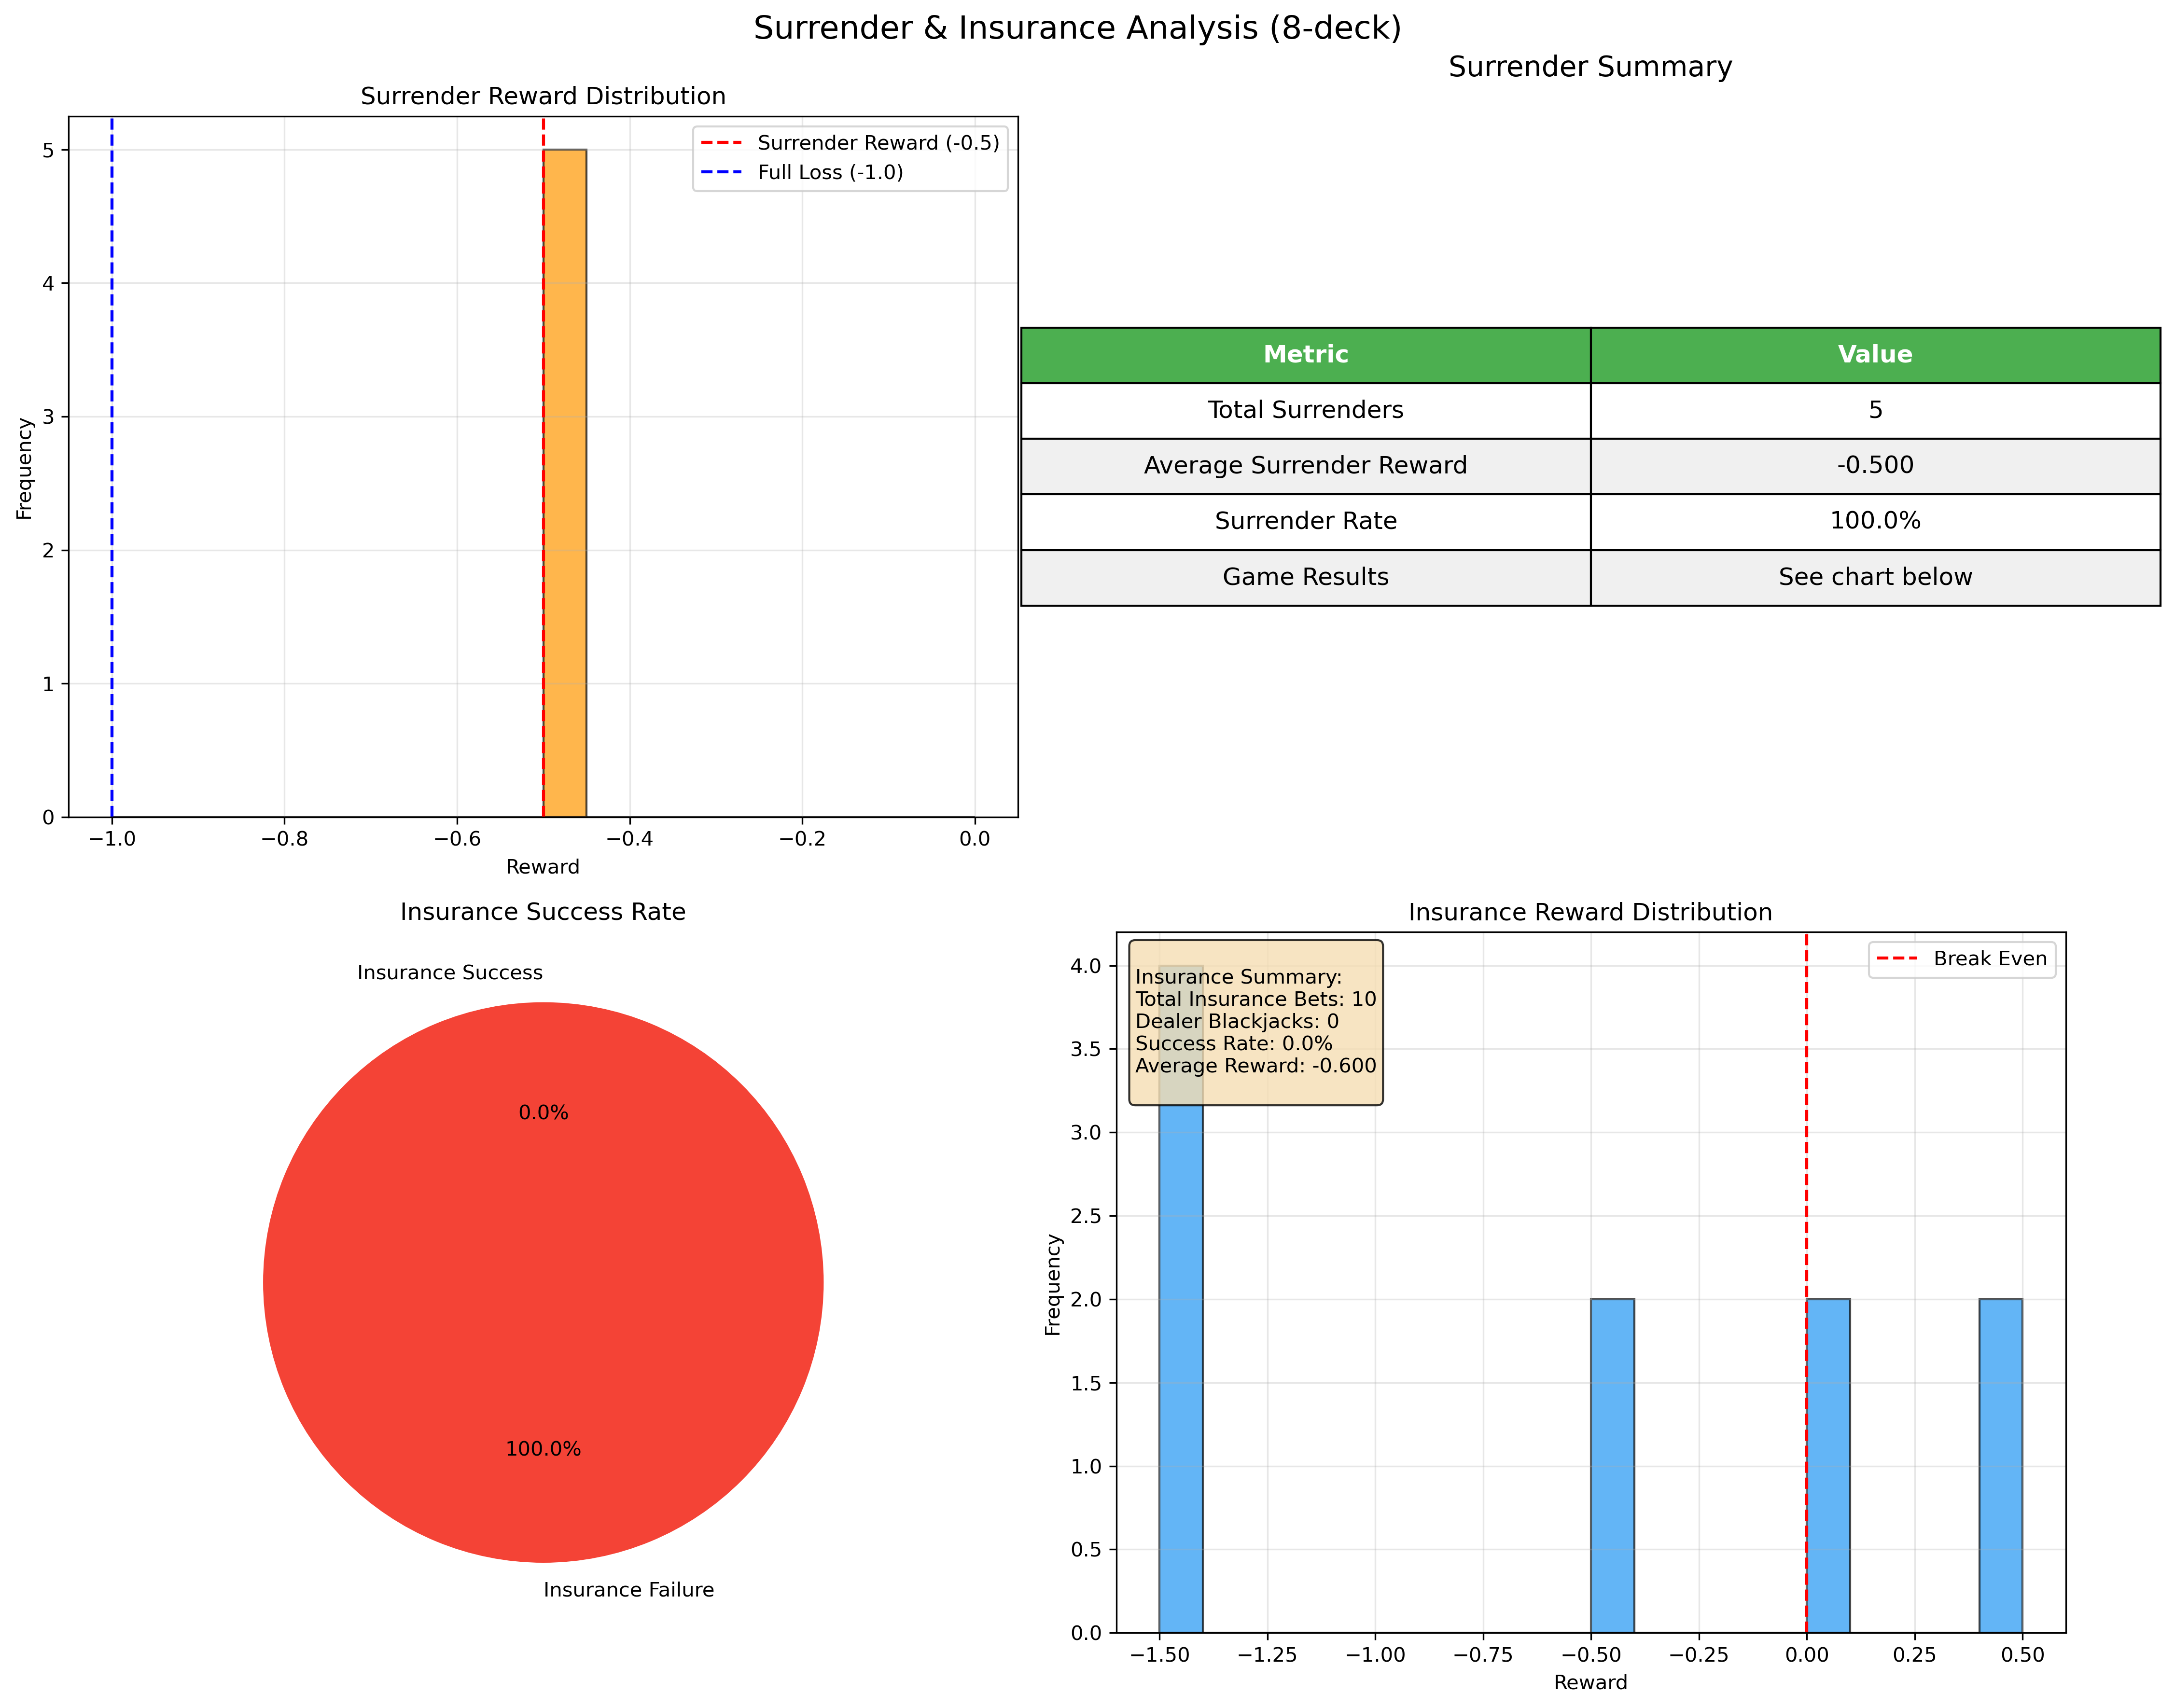 Surrender & Insurance Analysis (8-deck)
Surrender Reward Distribution
5
4
3
2
1
0
Frequency
Surrender Reward (-0.5)
Full Loss (-1.0)
−1.0 −0.8 −0.6 −0.4 −0.2 0.0
Reward
Surrender Summary
Metric Value
Total Surrenders 5
Average Surrender Reward -0.500
Surrender Rate 100.0%
Game Results See chart below
Insurance Success Rate
Insurance Success
0.0%
100.0%
Insurance Failure
Insurance Reward Distribution
4.0
3.5
3.0
2.5
2.0
1.5
1.0
0.5
0.0
Frequency
Insurance Summary:
Total Insurance Bets: 10
Dealer Blackjacks: 0
Success Rate: 0.0%
Average Reward: -0.600
Break Even
−1.50 −1.25 −1.00 −0.75 −0.50 −0.25 0.00 0.25 0.50
Reward